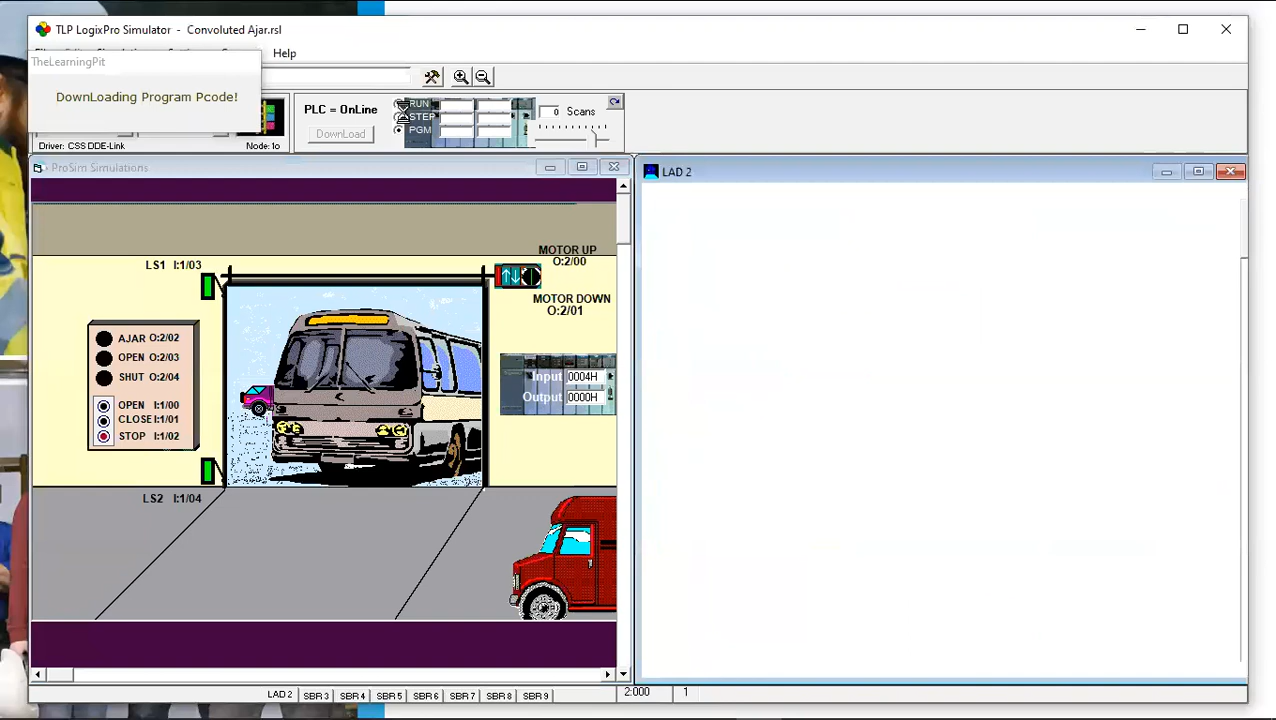 TLP LogixPro Simulator - Convoluted Ajar.rsl
Help
TheLearningPit
DownLoading Program Pcode!
PLC = OnLine
DownLoad
RUN
STEP
PGM
0 Scans
Driver: CSS DDE-Link
Node: 1o
ProSim Simulations
LAD 2
LS1 I:1/03
MOTOR UP
O:2/00
MOTOR DOWN
O:2/01
AJAR O:2/02
OPEN O:2/03
SHUT O:2/04
OPEN I:1/00
CLOSE I:1/01
STOP I:1/02
Input 0004H
Output 0000H
LS2 I:1/04
LAD 2 SBR 3 SBR 4 SBR 5 SBR 6 SBR 7 SBR 8 SBR 9
2:000 1